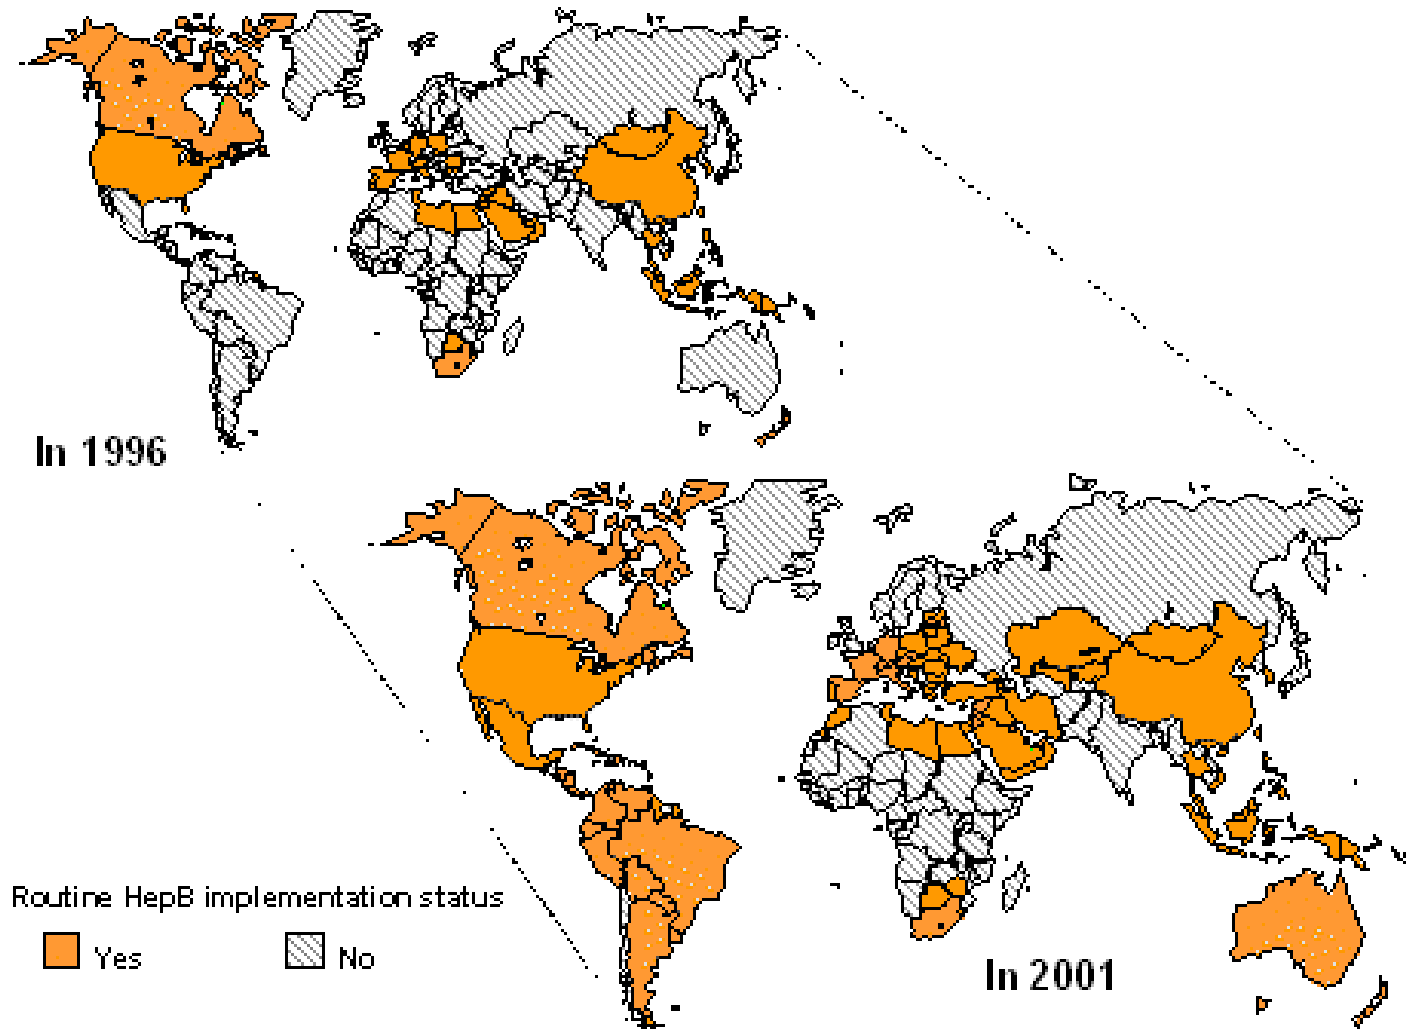 In 1996
Routine HepB implementation status
Yes
No
In 2001